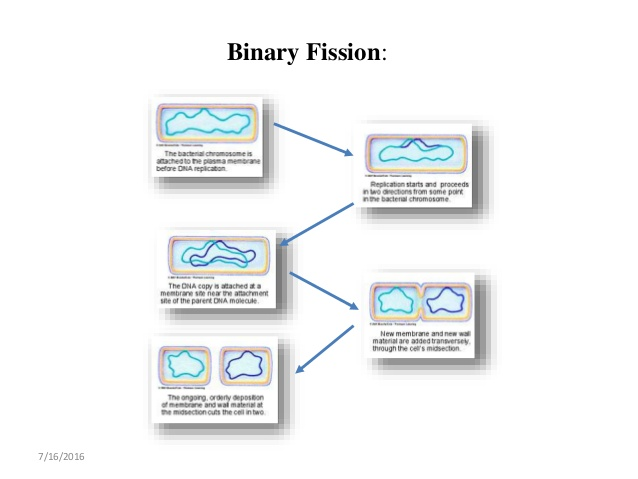 Binary Fission:
The bacterial chromosome is
attached to the plasma membrane
before DNA replication.
Replication starts and proceeds
in two directions from some point
in the bacterial chromosome.
The DNA copy is attached at a
membrane site near the attachment
site of the parent DNA molecule.
New membrane and new wall
material are added transversely,
through the cell's midsection.
The ongoing, orderly deposition
of membrane and wall material at
the midsection cuts the cell in two.
7/16/2016